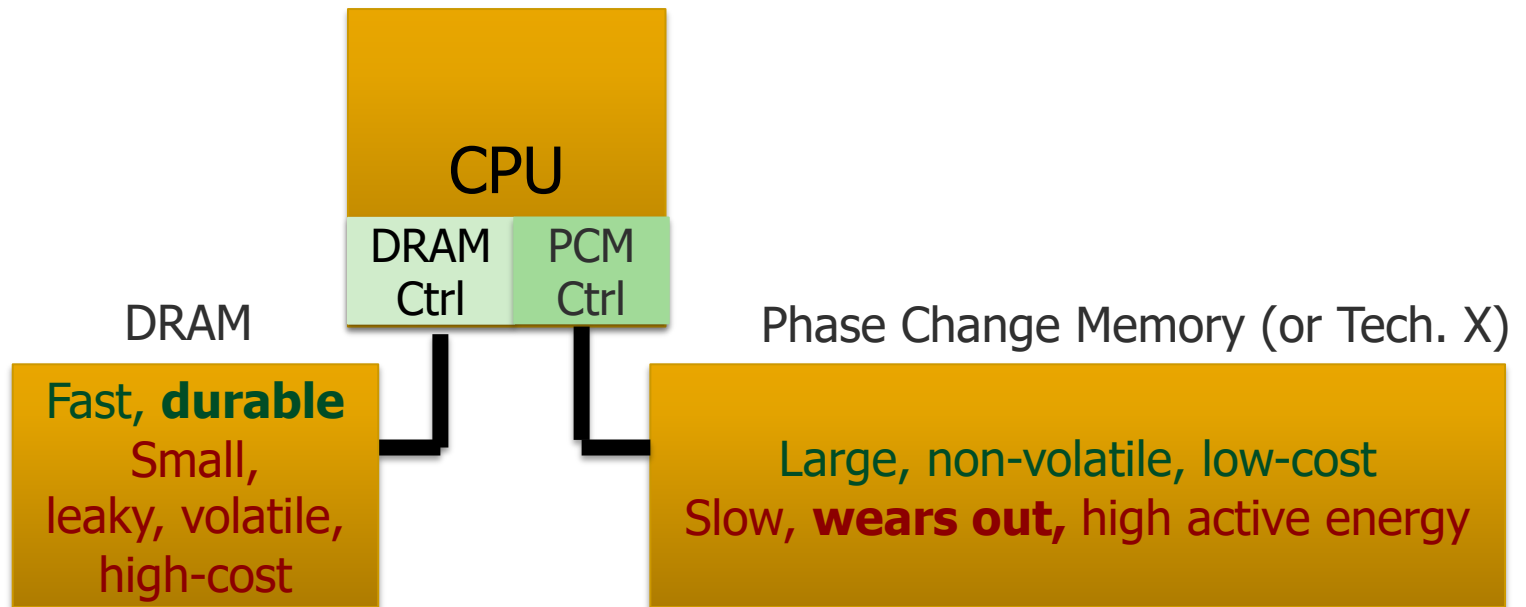 CPU
DRAM
Ctrl
PCM
Ctrl
DRAM
Fast, durable
Small,
leaky, volatile,
high-cost
Phase Change Memory (or Tech. X)
Large, non-volatile, low-cost
Slow, wears out, high active energy